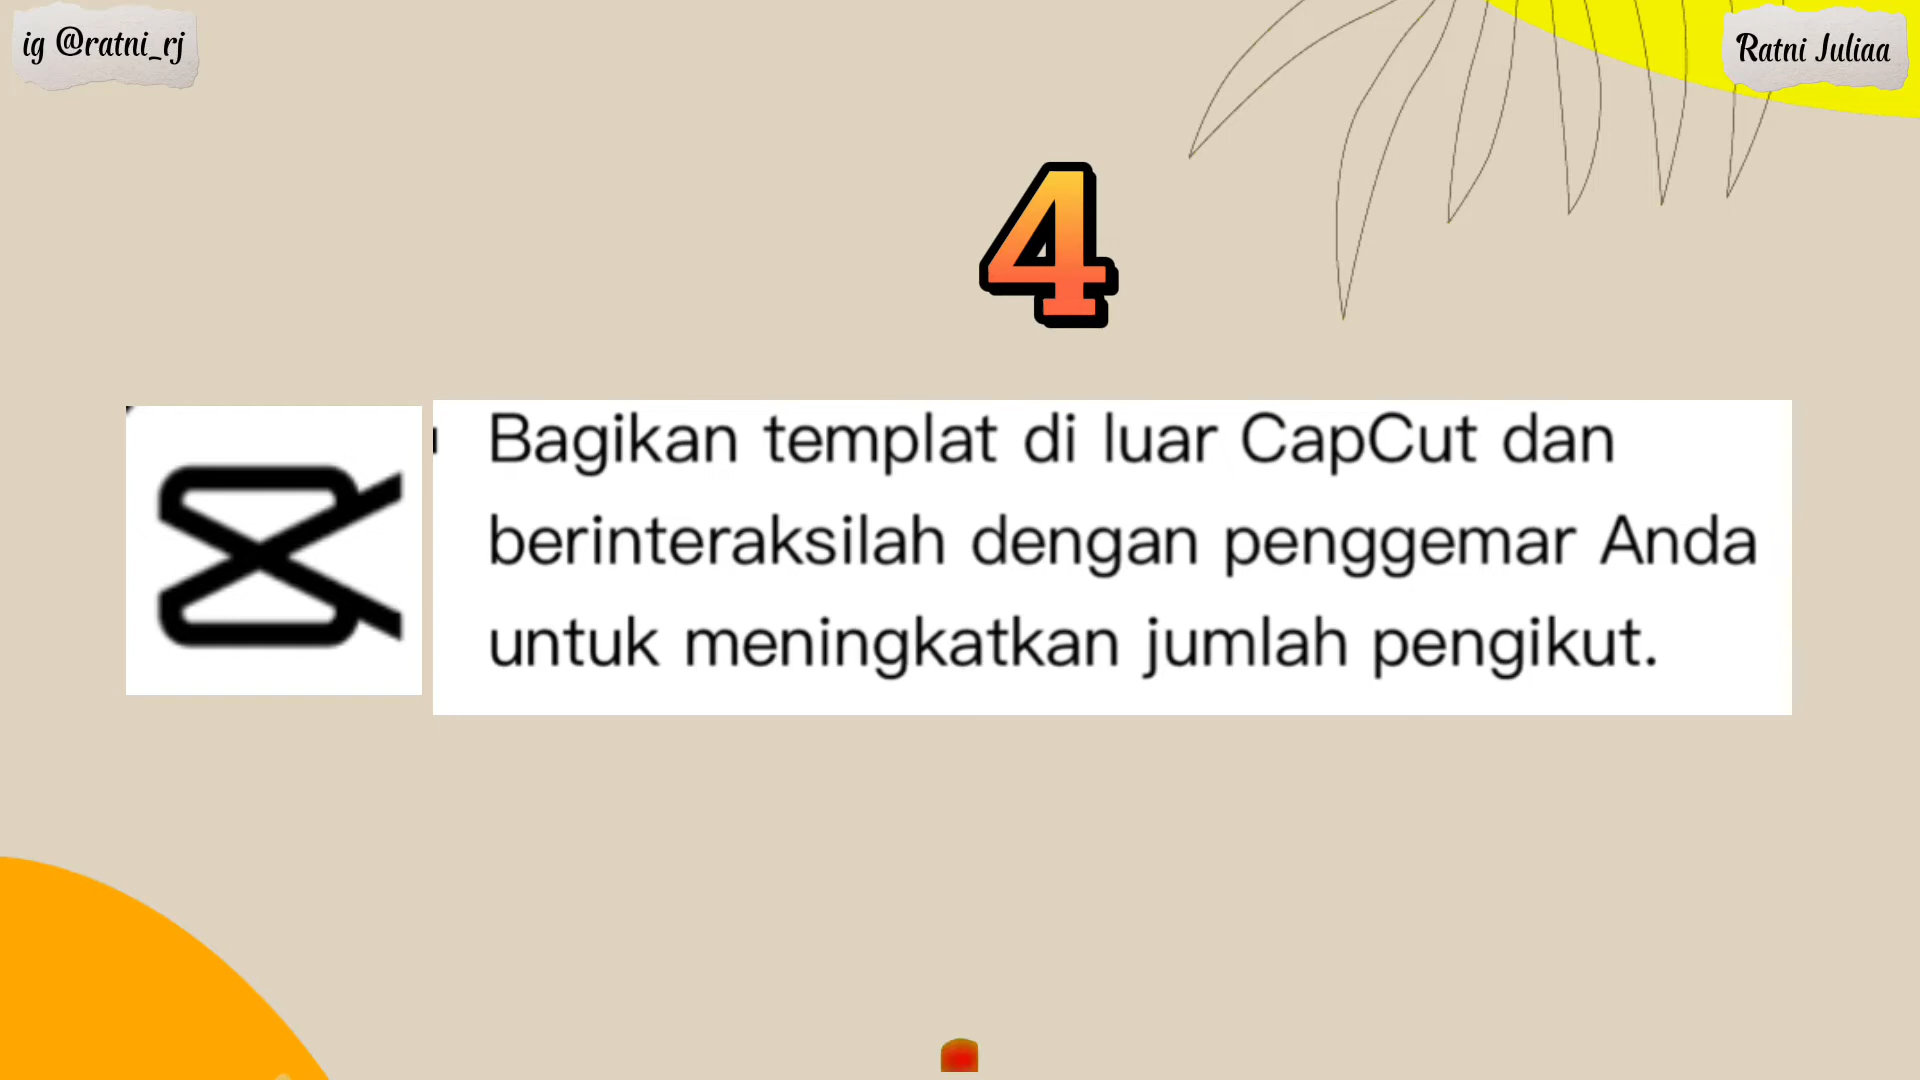 ig @ratni_rj
Ratni Juliaa
4
Bagikan templat di luar CapCut dan
berinteraksilah dengan penggemar Anda
untuk meningkatkan jumlah pengikut.